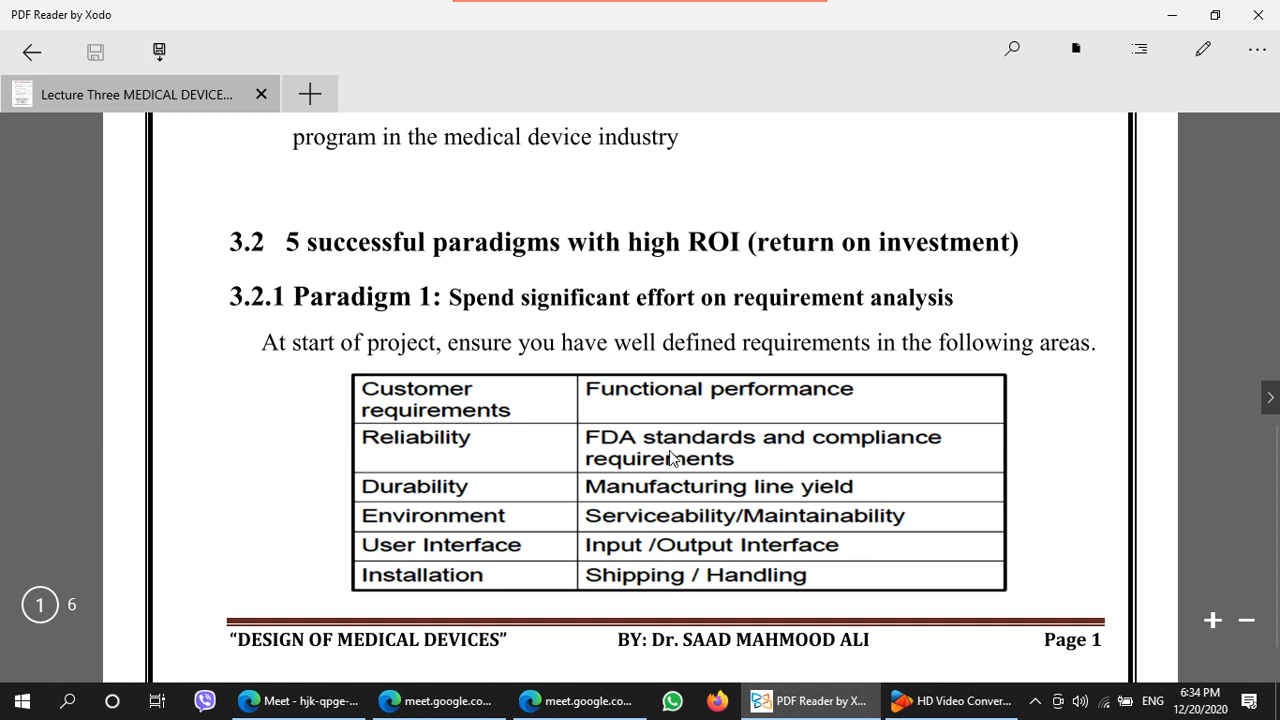 PDF Reader by Xodo
Lecture Three MEDICAL DEVICE...
program in the medical device industry
3.2 5 successful paradigms with high ROI (return on investment)
3.2.1 Paradigm 1: Spend significant effort on requirement analysis
At start of project, ensure you have well defined requirements in the following areas.
Customer requirements Functional performance
Reliability FDA standards and compliance requirements
Durability Manufacturing line yield
Environment Serviceability/Maintainability
User Interface Input /Output Interface
Installation Shipping / Handling
1 6
“DESIGN OF MEDICAL DEVICES” BY: Dr. SAAD MAHMOOD ALI Page 1
Meet - hjk-qpge-... meet.google.co... meet.google.co... PDF Reader by X... HD Video Conver... ENG 6:34 PM
12/20/2020